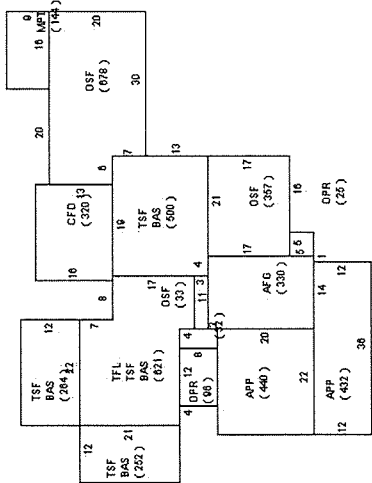 9
16
MPT
(144)
20
OSF
(678)
30
20
7
6
13
CFD
(320)
13
16
19
TSF
BAS
(500)
4
21
17
OSF
(357)
17
16
OPR
(25)
5
5
1
8
17
OSF
(33)
3
11
AFG
(330)
14
12
12
TSF
BAS
(264)
7
TFL
TSF
BAS
(621)
4
8
12
OPR
(96)
4
20
APP
(440)
22
36
APP
(432)
12
12
21
TSF
BAS
(252)